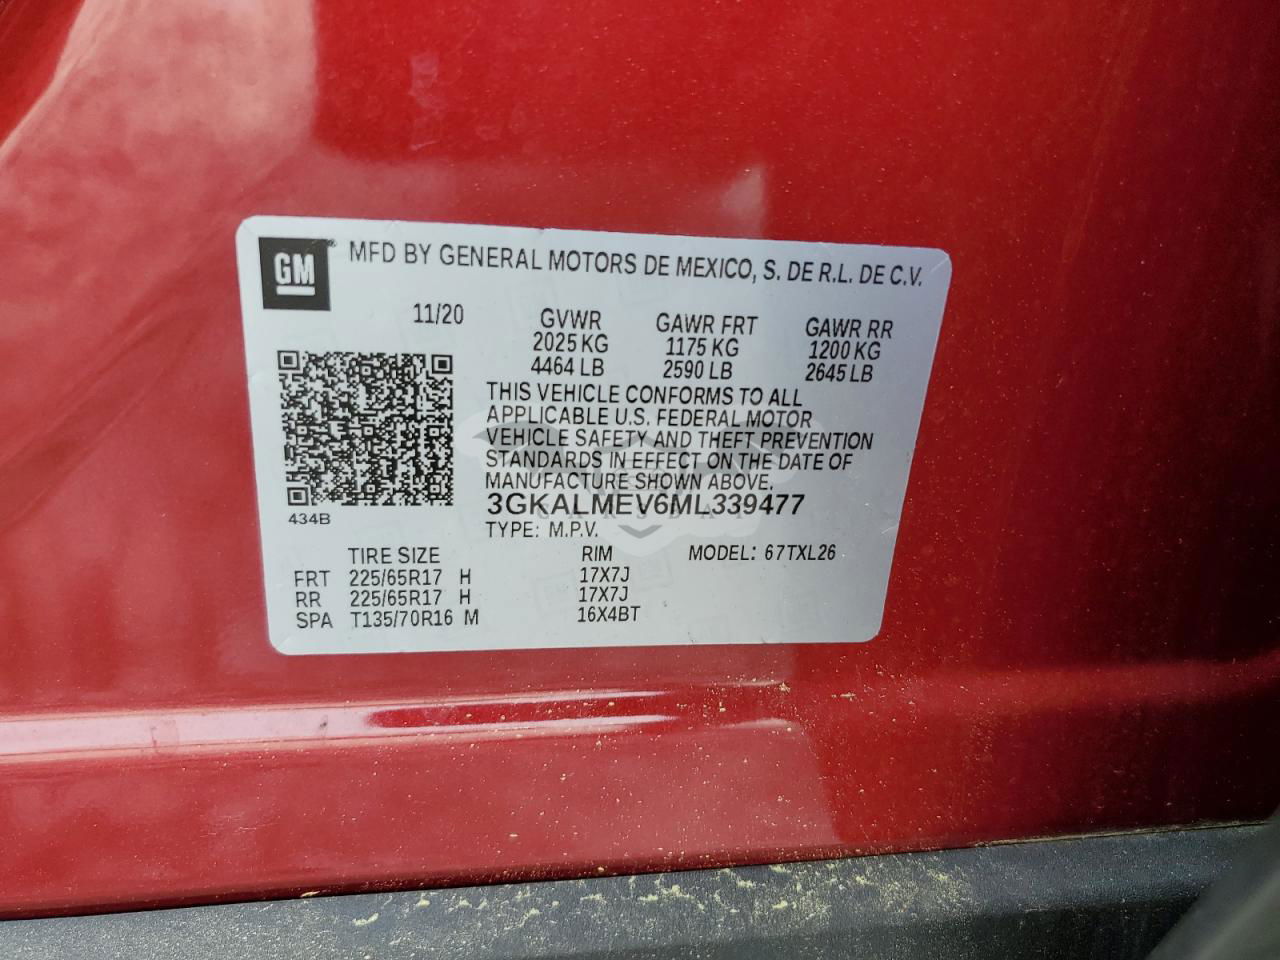 GM® MFD BY GENERAL MOTORS DE MEXICO, S. DE R.L. DE C.V.
11/20 GVWR GAWR FRT GAWR RR
2025 KG 1175 KG 1200 KG
4464 LB 2590 LB 2645 LB
THIS VEHICLE CONFORMS TO ALL
APPLICABLE U.S. FEDERAL MOTOR
VEHICLE SAFETY AND THEFT PREVENTION
STANDARDS IN EFFECT ON THE DATE OF
MANUFACTURE SHOWN ABOVE.
3GKALMEV6ML339477
434B
TYPE: M.P.V.
TIRE SIZE RIM MODEL: 67TXL26
FRT 225/65R17 H 17X7J
RR 225/65R17 H 17X7J
SPA T135/70R16 M 16X4BT